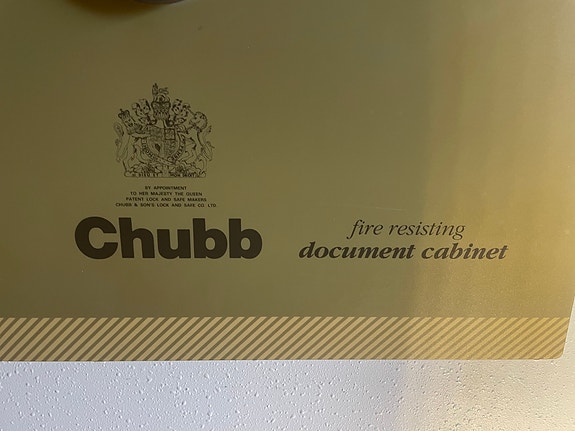 BY APPOINTMENT
TO HER MAJESTY THE QUEEN
PATENT LOCK AND SAFE MAKERS
CHUBB & SON'S LOCK AND SAFE CO. LTD.
Chubb
fire resisting
document cabinet